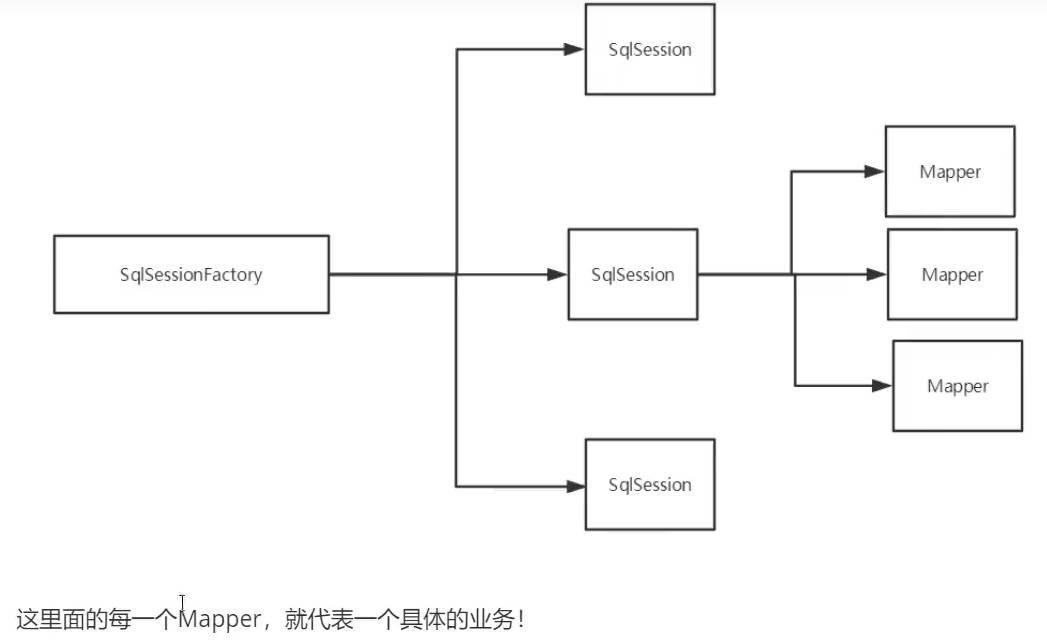 SqlSession
Mapper
SqlSessionFactory
SqlSession
Mapper
Mapper
SqlSession
这里面的每一个Mapper，就代表一个具体的业务！